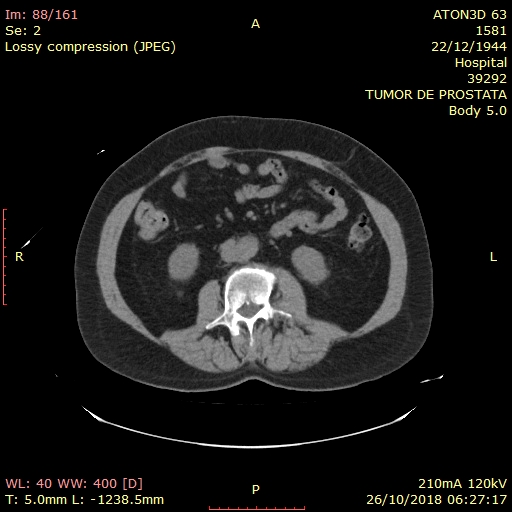 Im: 88/161
Se: 2
Lossy compression (JPEG)
A
ATON3D 63
1581
22/12/1944
Hospital
39292
TUMOR DE PROSTATA
Body 5.0
R
L
WL: 40 WW: 400 [D]
T: 5.0mm L: -1238.5mm
P
210mA 120kV
26/10/2018 06:27:17